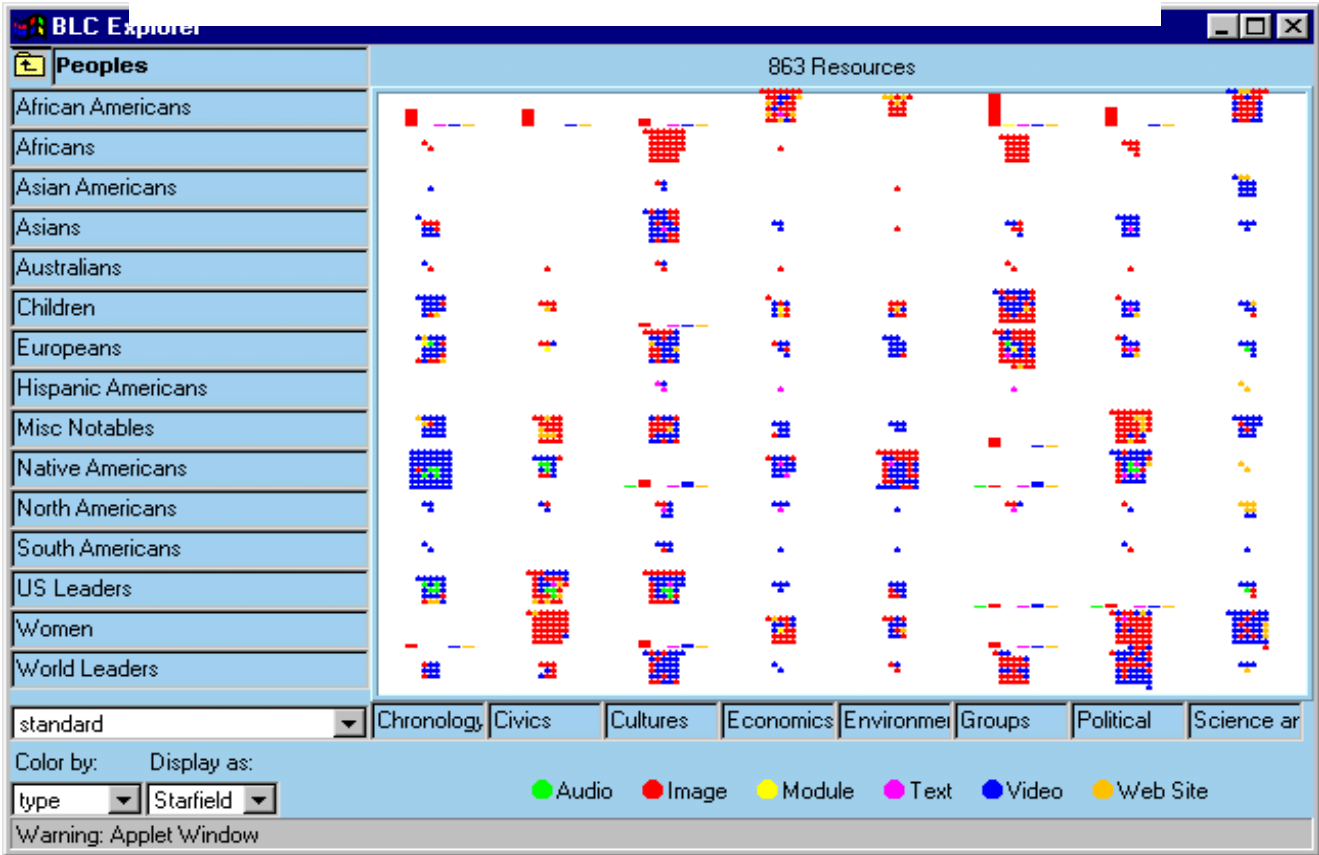 BLC Explorer
Peoples
863 Resources
African Americans
Africans
Asian Americans
Asians
Australians
Children
Europeans
Hispanic Americans
Misc Notables
Native Americans
North Americans
South Americans
US Leaders
Women
World Leaders
standard
Chronology Civics Cultures Economics Environmei Groups Political Science ar
Color by: Display as:
type Starfield
Audio Image Module Text Video Web Site
Warning: Applet Window